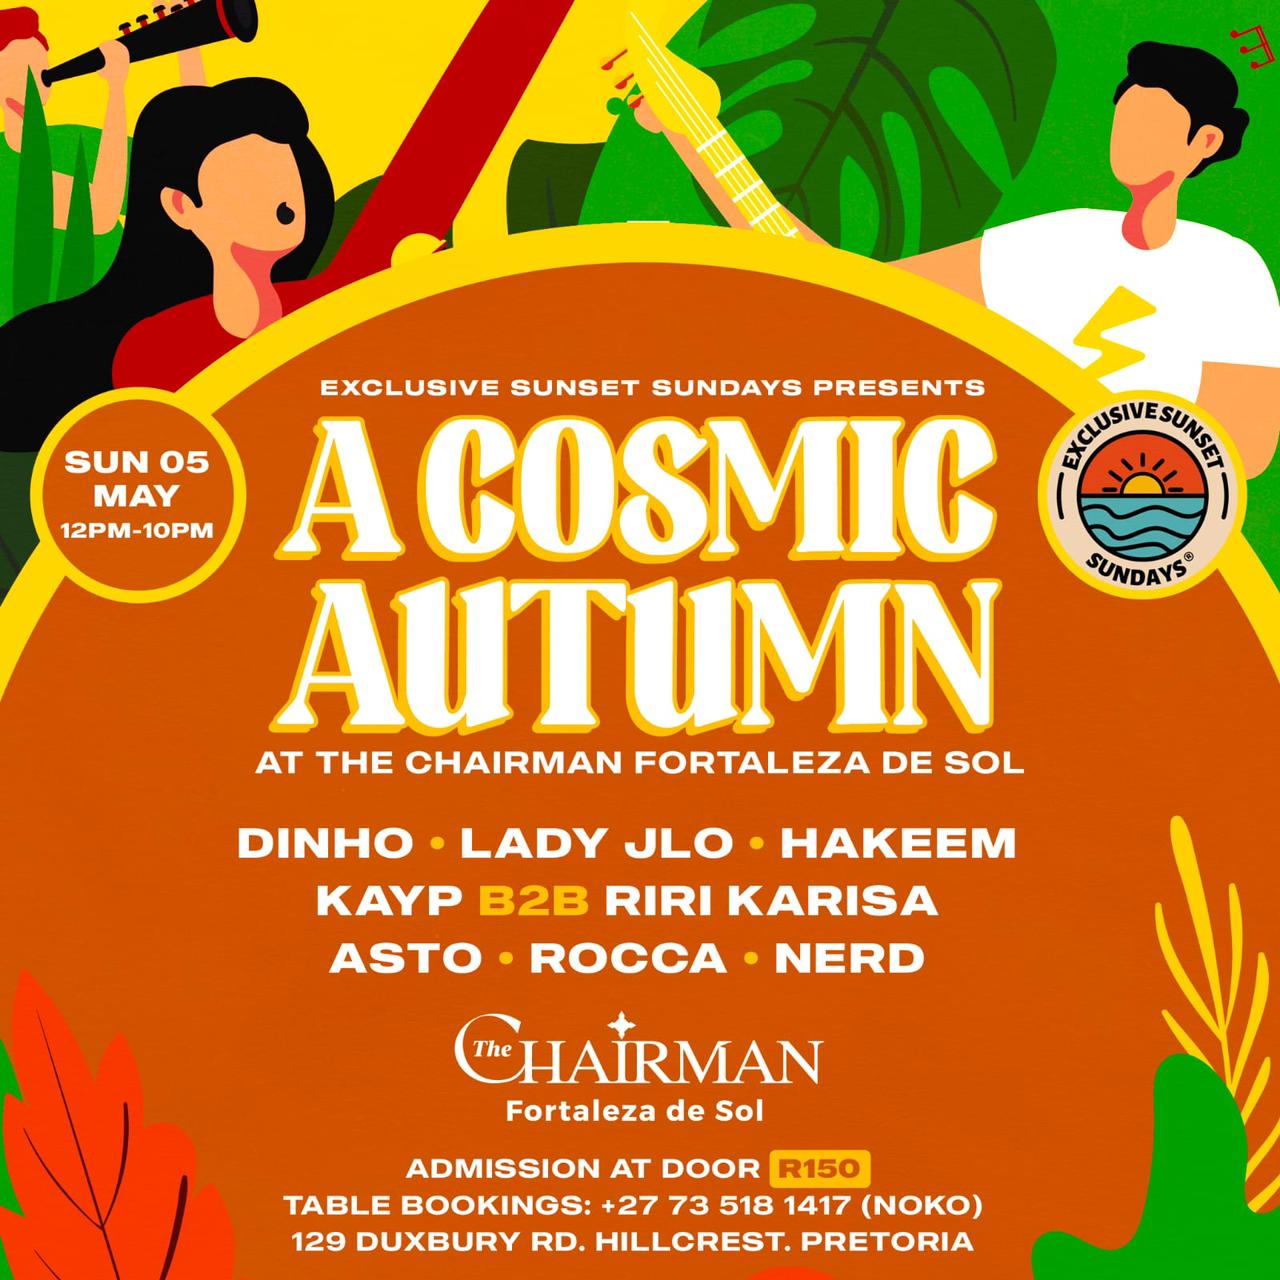 EXCLUSIVE SUNSET SUNDAYS PRESENTS
A COSMIC
AUTUMN
AT THE CHAIRMAN FORTALEZA DE SOL
SUN 05
MAY
12PM-10PM
EXCLUSIVE SUNSET
SUNDAYS®
DINHO • LADY JLO • HAKEEM
KAYP B2B RIRI KARISA
ASTO • ROCCA • NERD
The CHAIRMAN
Fortaleza de Sol
ADMISSION AT DOOR R150
TABLE BOOKINGS: +27 73 518 1417 (NOKO)
129 DUXBURY RD. HILLCREST. PRETORIA